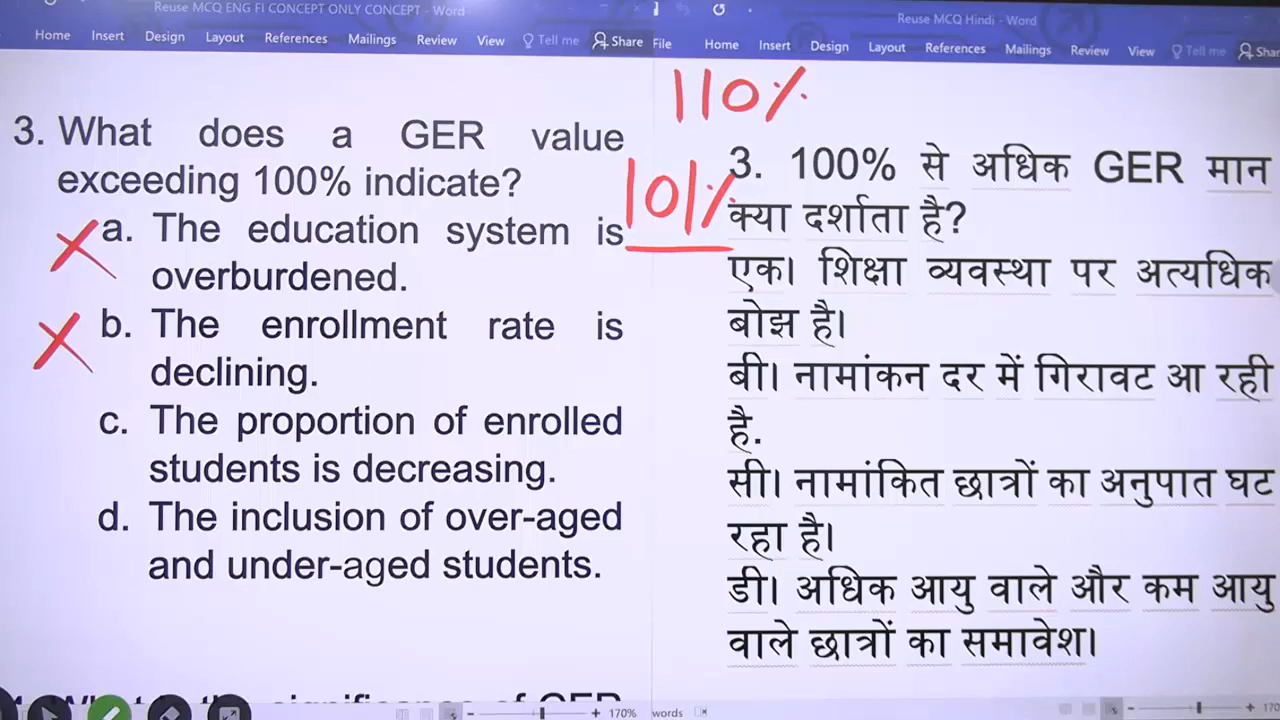 Reuse MCQ ENG FI CONCEPT ONLY CONCEPT - Word
Home Insert Design Layout References Mailings Review View Tell me Share
3. What does a GER value
exceeding 100% indicate?
a. The education system is
overburdened.
b. The enrollment rate is
declining.
c. The proportion of enrolled
students is decreasing.
d. The inclusion of over-aged
and under-aged students.
170%
110%
101%
Reuse MCQ Hindi - Word
File Home Insert Design Layout References Mailings Review View Tell me
3. 100% से अधिक GER मान
क्या दर्शाता है?
एक। शिक्षा व्यवस्था पर अत्यधिक
बोझ है।
बी। नामांकन दर में गिरावट आ रही
है.
सी। नामांकित छात्रों का अनुपात घट
रहा है।
डी। अधिक आयु वाले और कम आयु
वाले छात्रों का समावेश।
words